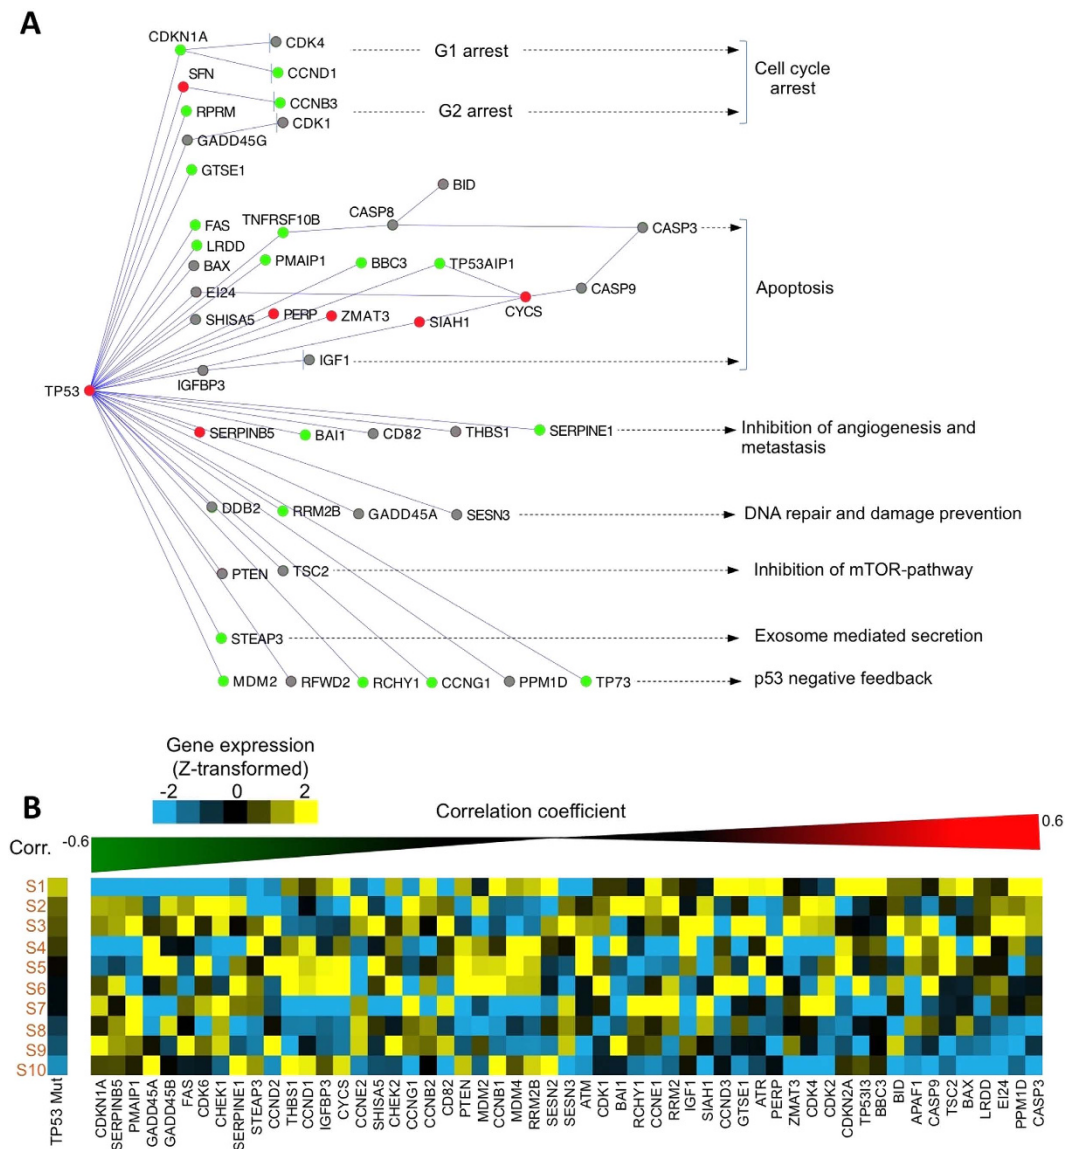 A
CDKN1A
CDK4
G1 arrest
CCND1
Cell cycle
arrest
SFN
CCNB3
RPRM
G2 arrest
CDK1
GADD45G
GTSE1
BID
CASP8
FAS
TNFRSF10B
CASP3
LRDD
BAX
PMAIP1
BBC3
TP53AIP1
EI24
CASP9
Apoptosis
CYCS
SHISA5
PERP
ZMAT3
SIAH1
IGF1
IGFBP3
TP53
SERPINB5
BAI1
CD82
THBS1
SERPINE1
Inhibition of angiogenesis and
metastasis
DDB2
RRM2B
GADD45A
SESN3
DNA repair and damage prevention
PTEN
TSC2
Inhibition of mTOR-pathway
STEAP3
Exosome mediated secretion
MDM2
RFWD2
RCHY1
CCNG1
PPM1D
TP73
p53 negative feedback
Gene expression
(Z-transformed)
-2 0 2
B
Correlation coefficient
Corr.
-0.6
0.6
S1
S2
S3
S4
S5
S6
S7
S8
S9
S10
TP53 Mut
CDKN1A
SERPINB5
PMAIP1
GADD45A
GADD45B
FAS
CDK6
CHEK1
SERPINE1
STEAP3
CCND2
THBS1
CCND1
IGFBP3
CYCS
CCNE2
SHISA5
CHEK2
CCNG1
CCNB2
CD82
PTEN
MDM2
CCNB1
MDM4
RRM2B
SESN2
SESN3
ATM
CDK1
BAI1
RCHY1
CCNE1
RRM2
IGF1
SIAH1
CCND3
GTSE1
ATR
PERP
ZMAT3
CDK4
CDK2
CDKN2A
TP53I3
BBC3
BID
APAF1
CASP9
TSC2
BAX
LRDD
EI24
PPM1D
CASP3